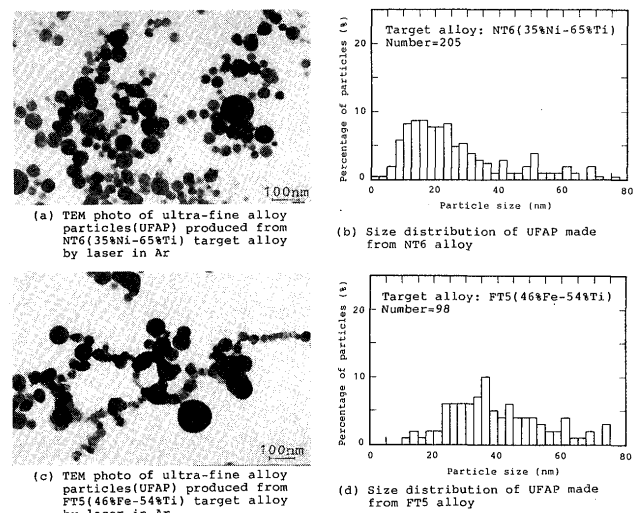 100nm
(a) TEM photo of ultra-fine alloy
particles(UFAP) produced from
NT6(35%Ni-65%Ti) target alloy
by laser in Ar
Percentage of particles (%)
20
10
0
Target alloy: NT6(35%Ni-65%Ti)
Number=205
0 20 40 60 80
Particle size (nm)
(b) Size distribution of UFAP made
from NT6 alloy
100nm
(c) TEM photo of ultra-fine alloy
particles(UFAP) produced from
FT5(46%Fe-54%Ti) target alloy
by laser in Ar
Percentage of particles (%)
20
10
0
Target alloy: FT5(46%Fe-54%Ti)
Number=98
0 20 40 60 80
Particle size (nm)
(d) Size distribution of UFAP made
from FT5 alloy